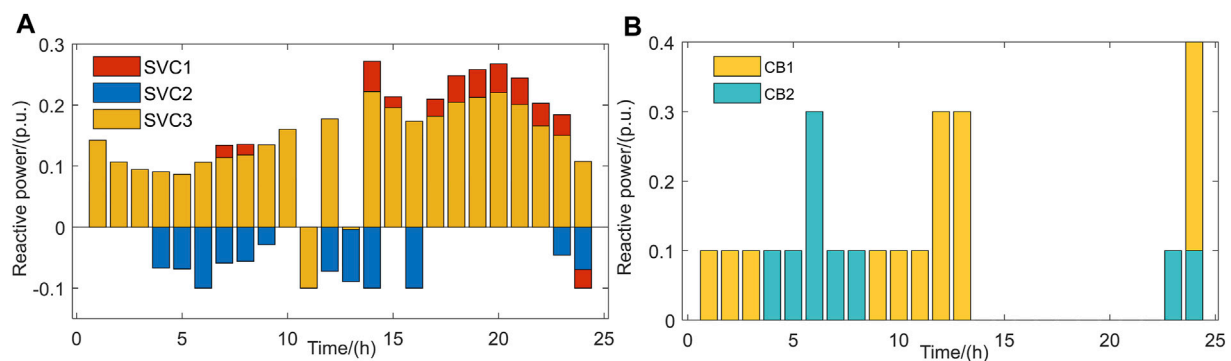 A
Reactive power/(p.u.)
0.3
0.2
0.1
0
-0.1
SVC1
SVC2
SVC3
0
5
10
15
20
25
Time/(h)
B
Reactive power/(p.u.)
0.4
0.3
0.2
0.1
0
CB1
CB2
0
5
10
15
20
25
Time/(h)